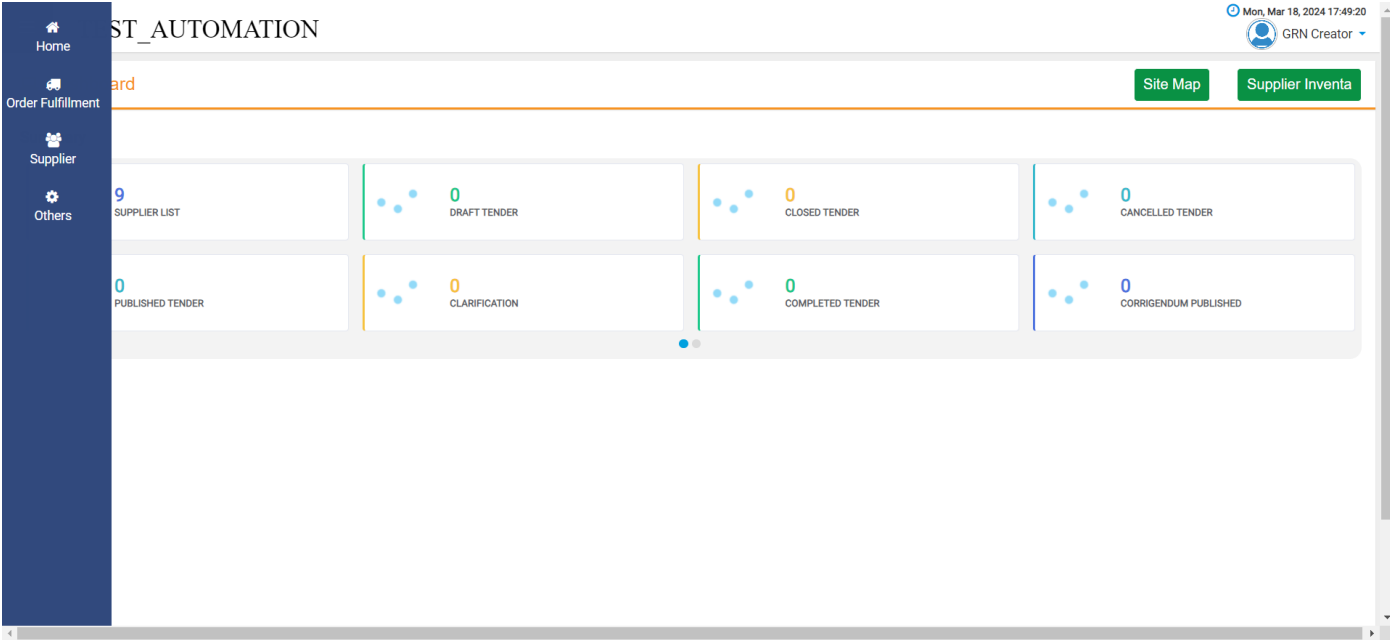 Mon, Mar 18, 2024 17:49:20
ST_AUTOMATION
GRN Creator
Home
Order Fulfillment
Supplier
Others
ard
Site Map
Supplier Inventa
9
SUPPLIER LIST
0
DRAFT TENDER
0
CLOSED TENDER
0
CANCELLED TENDER
0
PUBLISHED TENDER
0
CLARIFICATION
0
COMPLETED TENDER
0
CORRIGENDUM PUBLISHED